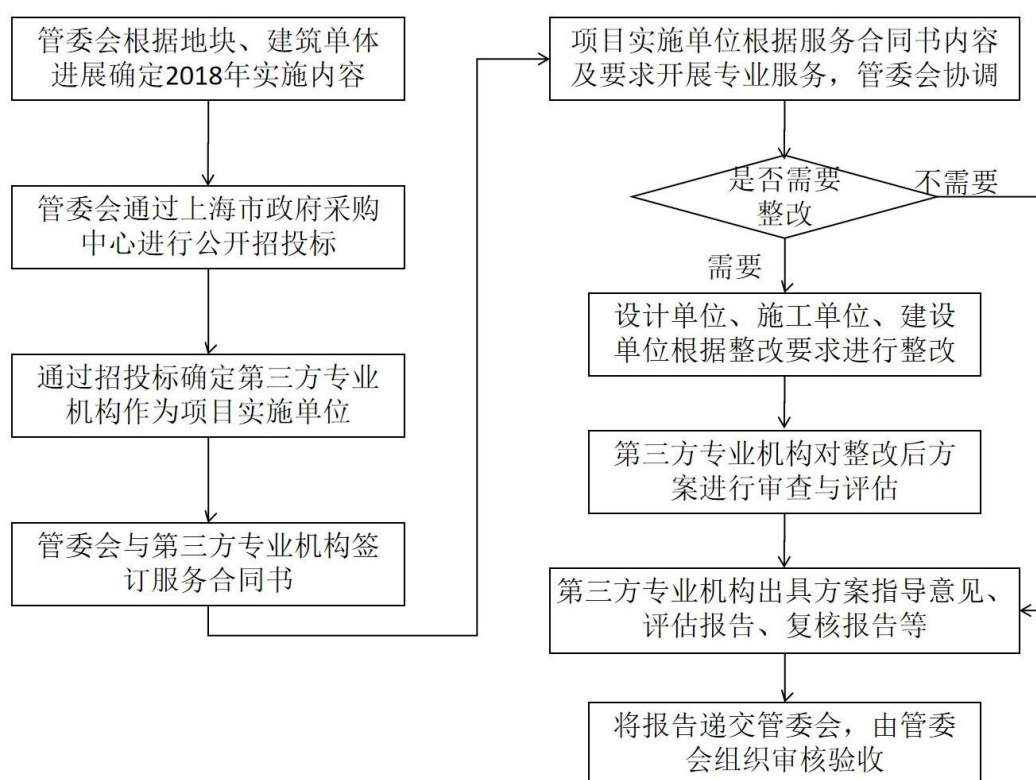 管委会根据地块、建筑单体
进展确定2018年实施内容
管委会通过上海市政府采购
中心进行公开招投标
通过招投标确定第三方专业
机构作为项目实施单位
管委会与第三方专业机构签
订服务合同书
项目实施单位根据服务合同书内容
及要求开展专业服务，管委会协调
是否需要
整改
不需要
需要
设计单位、施工单位、建设
单位根据整改要求进行整改
第三方专业机构对整改后方
案进行审查与评估
第三方专业机构出具方案指导意见、
评估报告、复核报告等
将报告递交管委会，由管委
会组织审核验收